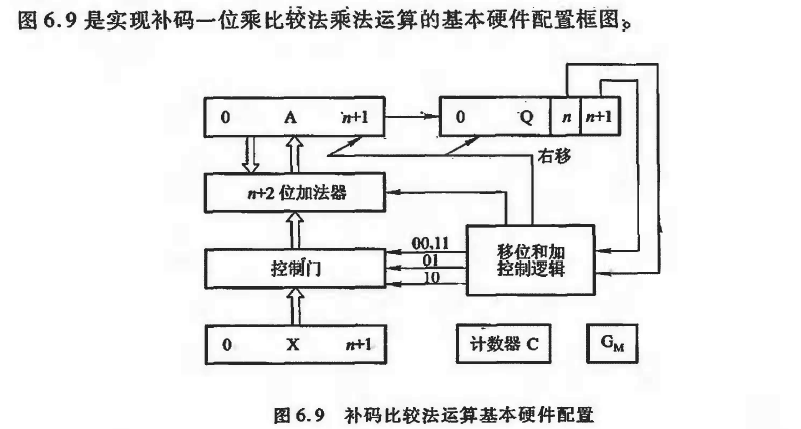 图6.9是实现补码一位乘比较法乘法运算的基本硬件配置框图。
0 A n+1
0 Q n n+1
右移
n+2位加法器
控制门
00,11
01
10
移位和加
控制逻辑
0 X n+1
计数器 C
G_M
图 6.9 补码比较法运算基本硬件配置